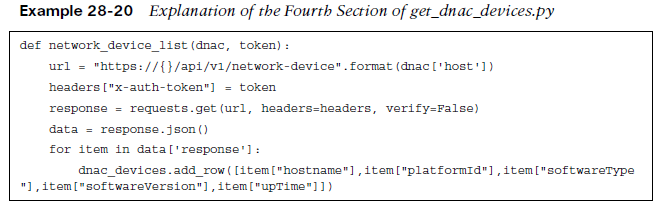 Example 28-20 Explanation of the Fourth Section of get_dnac_devices.py
def network_device_list(dnac, token):
    url = "https://{}/api/v1/network-device".format(dnac['host'])
    headers["x-auth-token"] = token
    response = requests.get(url, headers=headers, verify=False)
    data = response.json()
    for item in data['response']:
        dnac_devices.add_row([item["hostname"],item["platformId"],item["softwareType
"],item["softwareVersion"],item["upTime"]])